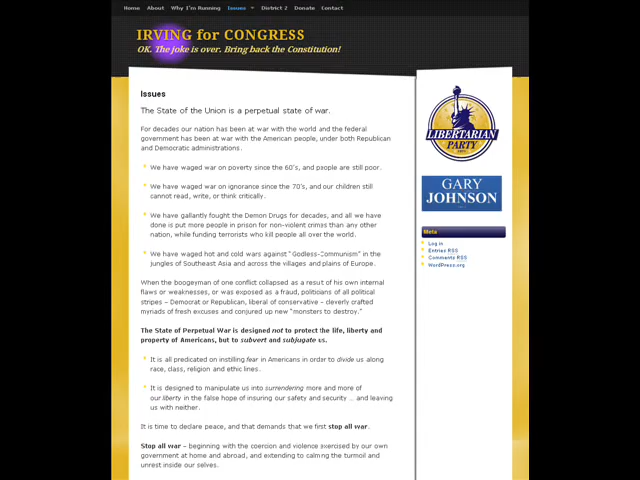 Home About Why I'm Running Issues District 2 Donate Contact
IRVING for CONGRESS
OK. The joke is over. Bring back the Constitution!
Issues
The State of the Union is a perpetual state of war.
For decades our nation has been at war with the world and the federal
government has been at war with the American people, under both Republican
and Democratic administrations.
We have waged war on poverty since the 60's, and people are still poor.
We have waged war on ignorance since the 70's, and our children still
cannot read, write, or think critically.
We have gallantly fought the Demon Drugs for decades, and all we have
done is put more people in prison for non-violent crimes than any other
nation, while funding terrorists who kill people all over the world.
We have waged hot and cold wars against "Godless-Communism" in the
jungles of Southeast Asia and across the villages and plains of Europe.
When the boogeyman of one conflict collapsed as a result of his own internal
flaws or weaknesses, or was exposed as a fraud, politicians of all political
stripes – Democrat or Republican, liberal of conservative – cleverly crafted
myriads of fresh excuses and conjured up new "monsters to destroy."
The State of Perpetual War is designed not to protect the life, liberty and
property of Americans, but to subvert and subjugate us.
It is all predicated on instilling fear in Americans in order to divide us along
race, class, religion and ethic lines.
It is designed to manipulate us into surrendering more and more of
our liberty in the false hope of insuring our safety and security ... and leaving
us with neither.
It is time to declare peace, and that demands that we first stop all war.
Stop all war – beginning with the coercion and violence exercised by our own
government at home and abroad, and extending to calming the turmoil and
unrest inside our selves.
LIBERTARIAN
PARTY
GARY
JOHNSON
Meta
Log in
Entries RSS
Comments RSS
WordPress.org